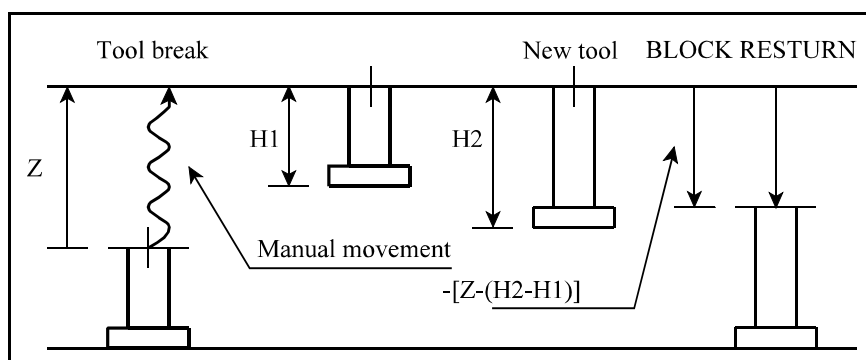 Tool break
New tool
BLOCK RESTURN
H1
H2
Z
Manual movement
-[Z-(H2-H1)]